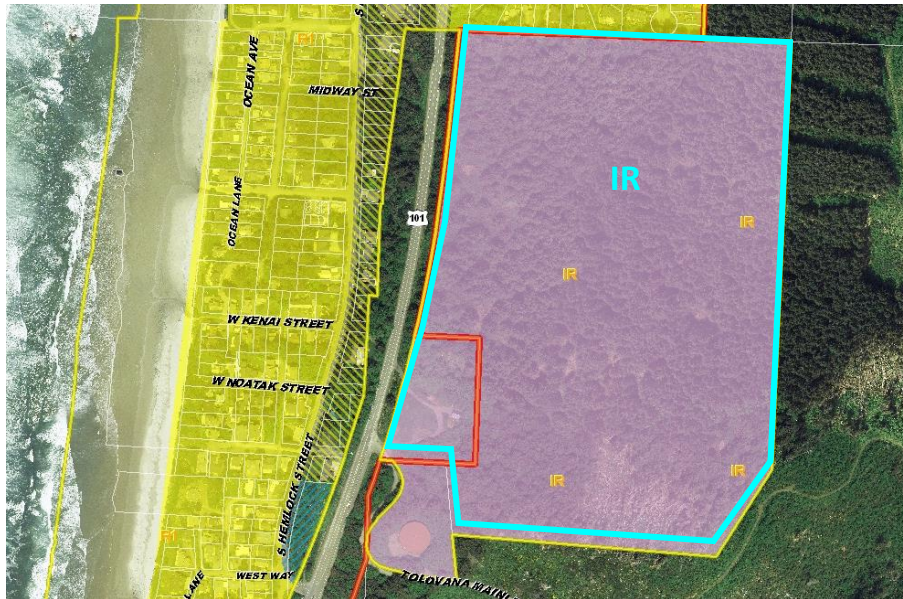 OCEAN AVE
R1
S
MIDWAY ST
OCEAN LANE
101
IR
IR
IR
W KENAI STREET
W NOATAK STREET
S HEMLOCK STREET
IR
IR
R1
WEST WAY
LANE
TOLOVANA